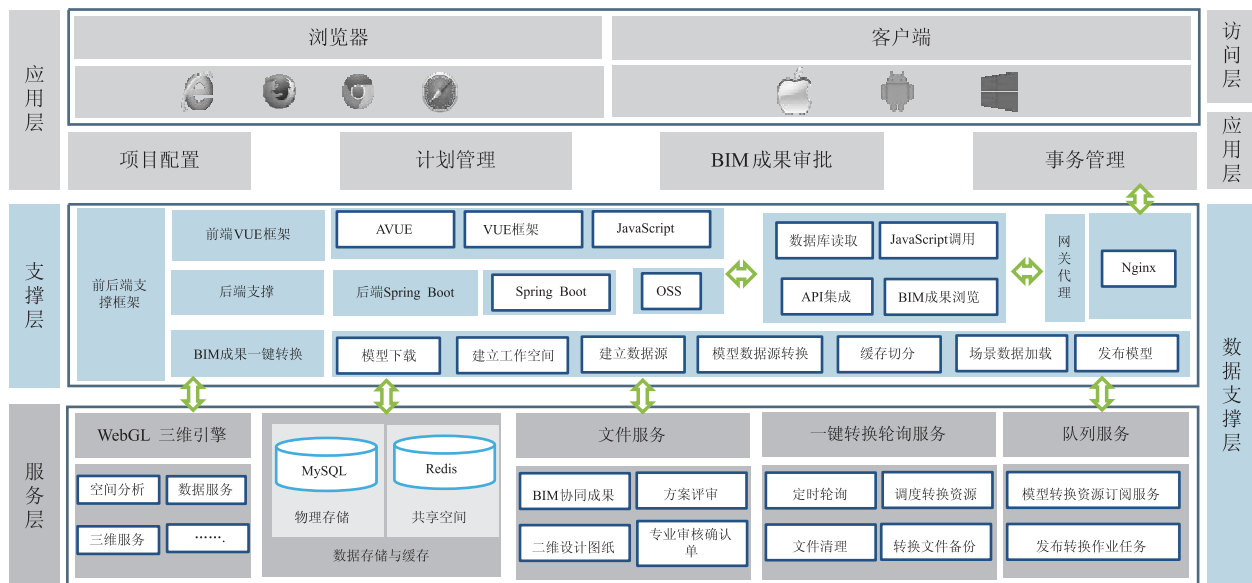 应用层
浏览器
客户端
访问层
项目配置
计划管理
BIM成果审批
事务管理
应用层
支撑层
前后端支
撑框架
前端VUE框架
AVUE
VUE框架
JavaScript
后端支撑
后端Spring Boot
Spring Boot
OSS
数据库读取
JavaScript调用
API集成
BIM成果浏览
网关代理
Nginx
BIM成果一键转换
模型下载
建立工作空间
建立数据源
模型数据源转换
缓存切分
场景数据加载
发布模型
数据支撑层
服务层
WebGL 三维引擎
空间分析
数据服务
三维服务
…….
MySQL
Redis
物理存储
共享空间
数据存储与缓存
文件服务
BIM协同成果
方案评审
二维设计图纸
专业审核确认
单
一键转换轮询服务
定时轮询
调度转换资源
文件清理
转换文件备份
队列服务
模型转换资源订阅服务
发布转换作业任务